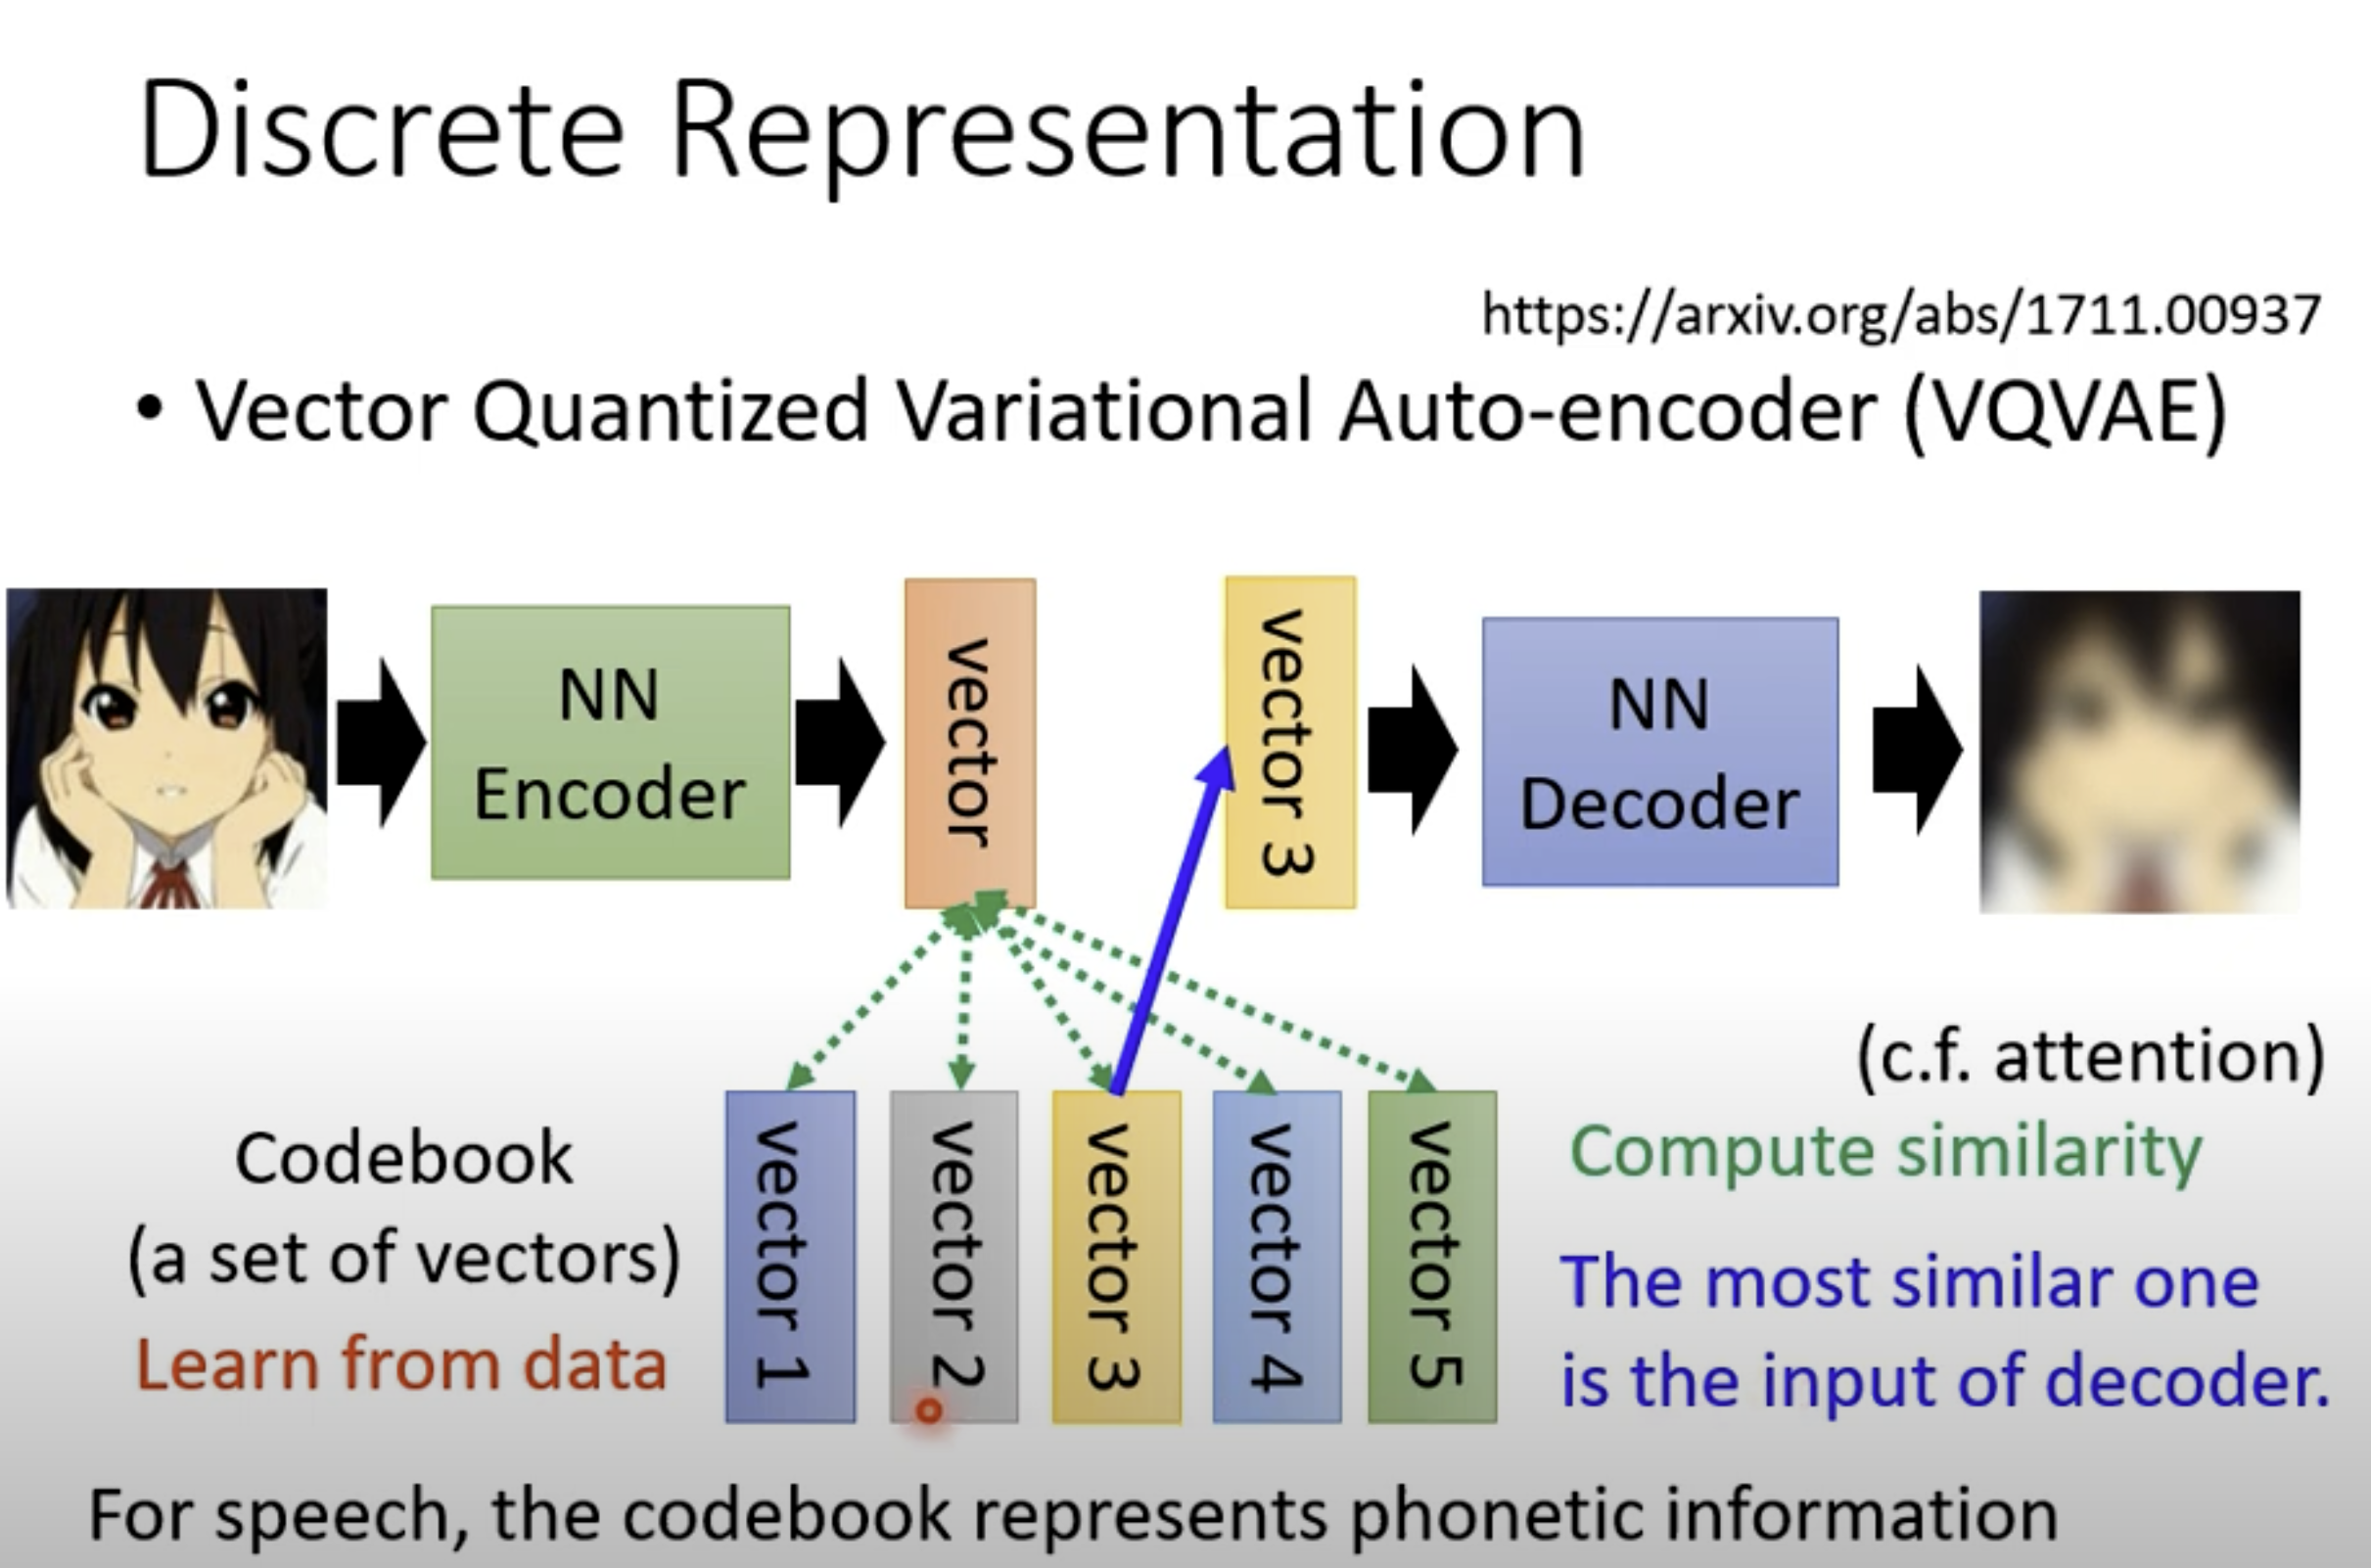 Discrete Representation
https://arxiv.org/abs/1711.00937
• Vector Quantized Variational Auto-encoder (VQVAE)
NN
Encoder
vector
vector 3
NN
Decoder
(c.f. attention)
Codebook
(a set of vectors)
Learn from data
vector 1
vector 2
vector 3
vector 4
vector 5
Compute similarity
The most similar one
is the input of decoder.
For speech, the codebook represents phonetic information